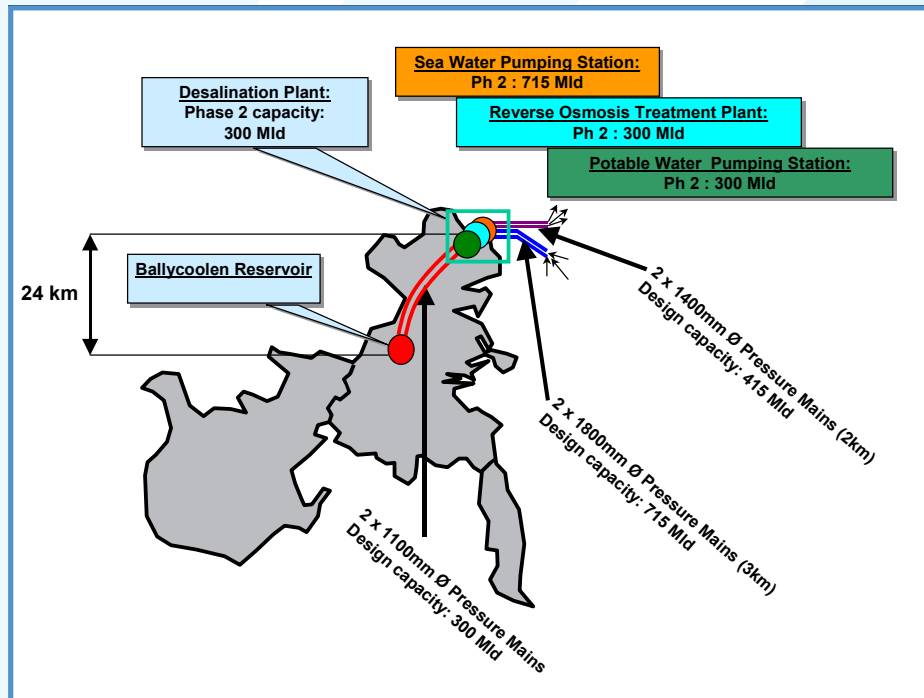 Sea Water Pumping Station:
Ph 2 : 715 Mld
Desalination Plant:
Phase 2 capacity:
300 Mld
Reverse Osmosis Treatment Plant:
Ph 2 : 300 Mld
Potable Water Pumping Station:
Ph 2 : 300 Mld
Ballycoolen Reservoir
24 km
2 x 1400mm Ø Pressure Mains (2km)
Design capacity: 415 Mld
2 x 1800mm Ø Pressure Mains (3km)
Design capacity: 715 Mld
2 x 1100mm Ø Pressure Mains
Design capacity: 300 Mld